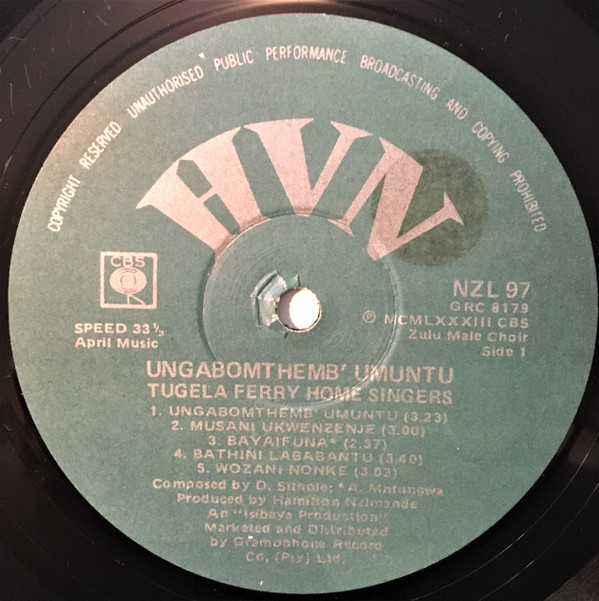 COPYRIGHT RESERVED UNAUTHORISED PUBLIC PERFORMANCE BROADCASTING AND COPYING PROHIBITED
HVN
CBS
NZL 97
GRC 8179
℗ MCMLXXXIII CBS
Zulu Male Choir
Side 1
SPEED 33⅓
April Music
UNGABOMTHEMB' UMUNTU
TUGELA FERRY HOME SINGERS
1. UNGABOMTHEMB' UMUNTU (3.23)
2. MUSANI UKWENZENJE (3.00)
3. BAYAIFUNA* (2.37)
4. BATHINI LABABANTU (3.40)
5. WOZANI NONKE (3.03)
Composed by D. Sithole; *A. Mntungwa
Produced by Hamilton Nzimande
An "Isibaya Production"
Marketed and Distributed
by Gramophone Record
Co. (Pty) Ltd.